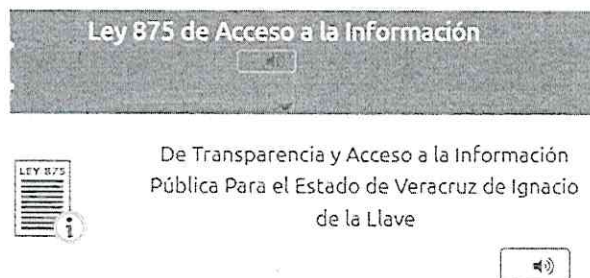 Ley 875 de Acceso a la Información
LEY 875
De Transparencia y Acceso a la Información
Pública Para el Estado de Veracruz de Ignacio
de la Llave